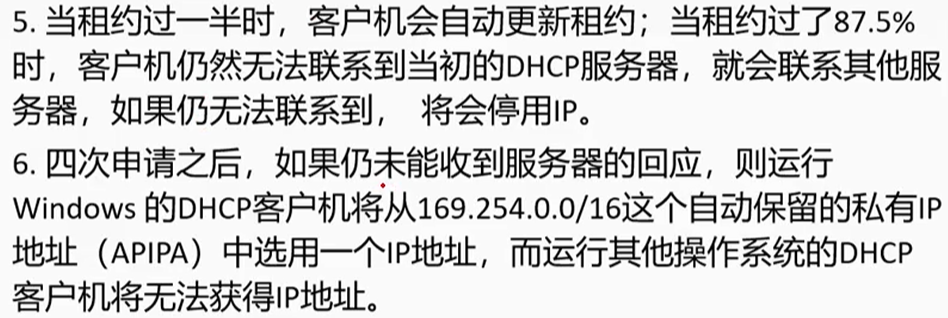 5. 当租约过一半时，客户机会自动更新租约；当租约过了87.5%
时，客户机仍然无法联系到当初的DHCP服务器，就会联系其他服
务器，如果仍无法联系到， 将会停用IP。
6. 四次申请之后，如果仍未能收到服务器的回应，则运行
Windows 的DHCP客户机将从169.254.0.0/16这个自动保留的私有IP
地址（APIPA）中选用一个IP地址，而运行其他操作系统的DHCP
客户机将无法获得IP地址。